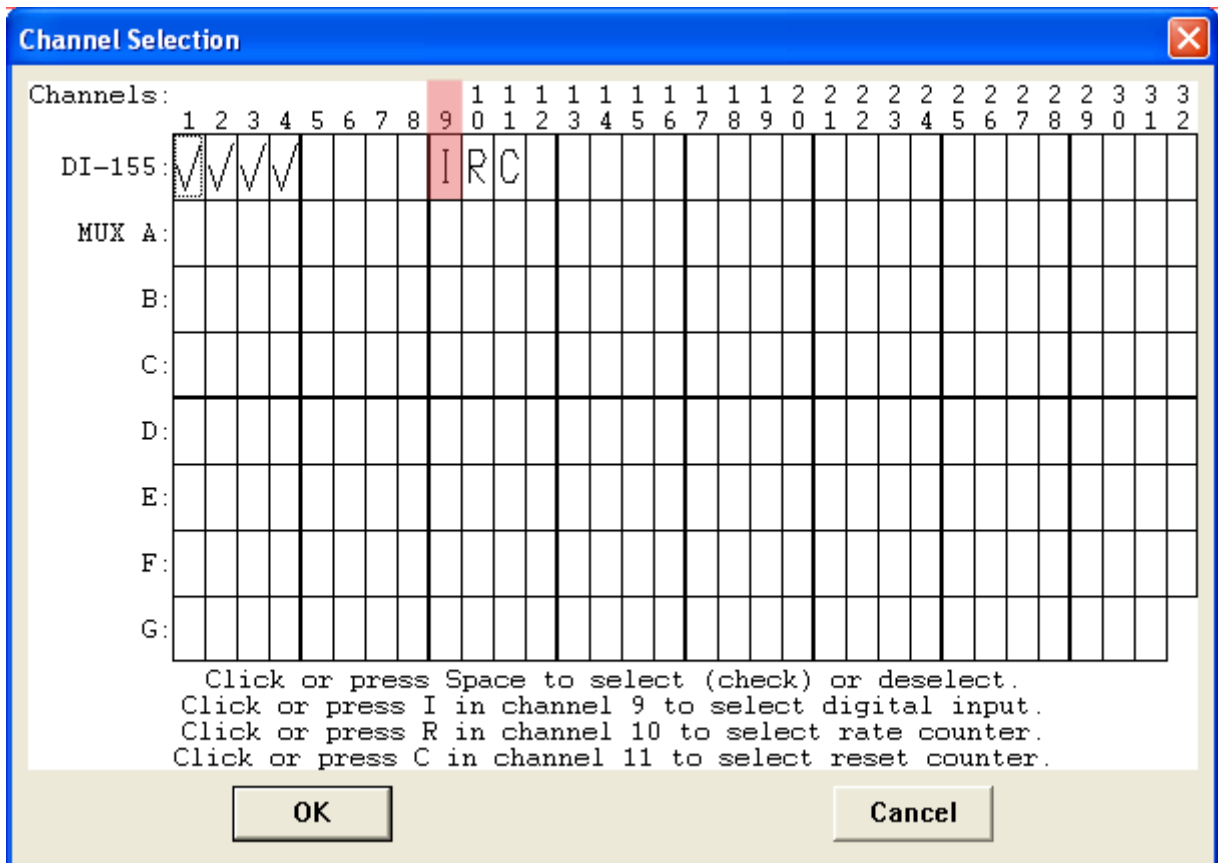 Channel Selection
Channels: 1 2 3 4 5 6 7 8 9 10 11 12 13 14 15 16 17 18 19 20 21 22 23 24 25 26 27 28 29 30 31 32
DI-155: I R C
MUX A:
B:
C:
D:
E:
F:
G:
Click or press Space to select (check) or deselect.
Click or press I in channel 9 to select digital input.
Click or press R in channel 10 to select rate counter.
Click or press C in channel 11 to select reset counter.
OK Cancel